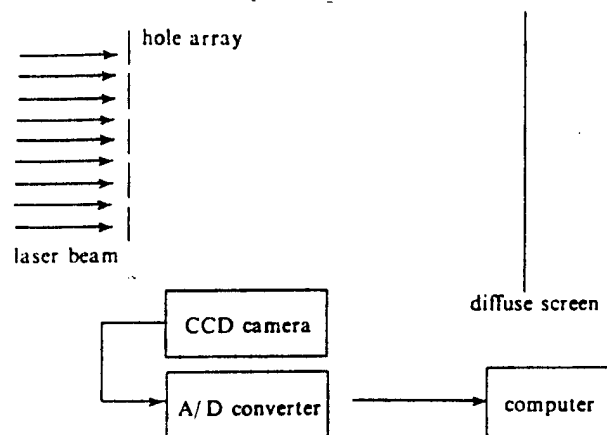 hole array
laser beam
diffuse screen
CCD camera
A/D converter
computer